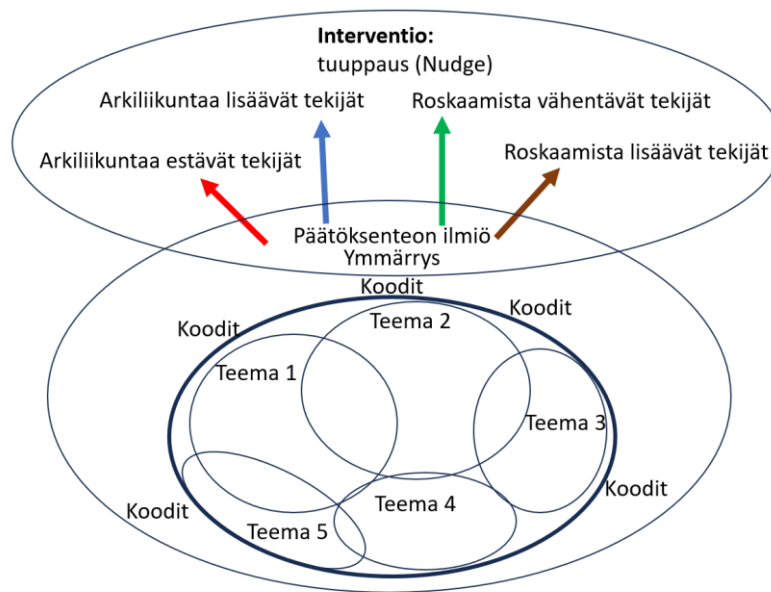 Interventio:
tuuppaus (Nudge)
Arkiliikuntaa lisäävät tekijät
Roskaamista vähentävät tekijät
Arkiliikuntaa estävät tekijät
Roskaamista lisäävät tekijät
Päätöksenteon ilmiö
Ymmärrys
Koodit
Koodit
Koodit
Teema 2
Teema 1
Teema 3
Koodit
Koodit
Teema 4
Teema 5